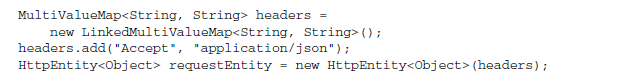 MultiValueMap<String, String> headers =
    new LinkedMultiValueMap<String, String>();
headers.add("Accept", "application/json");
HttpEntity<Object> requestEntity = new HttpEntity<Object>(headers);